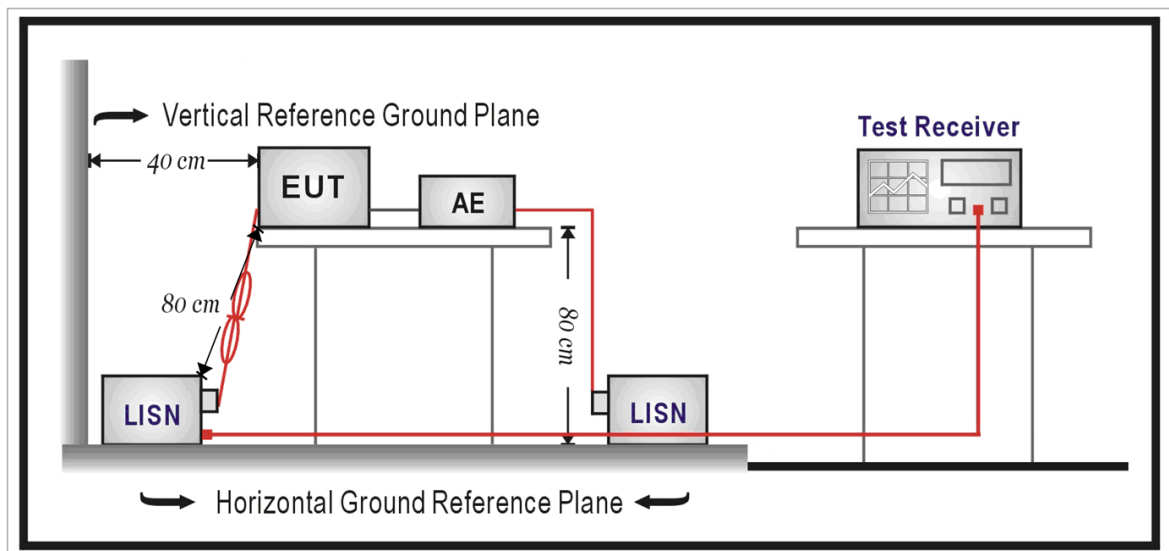 Vertical Reference Ground Plane
Test Receiver
40 cm
EUT
AE
80 cm
80 cm
LISN
LISN
Horizontal Ground Reference Plane